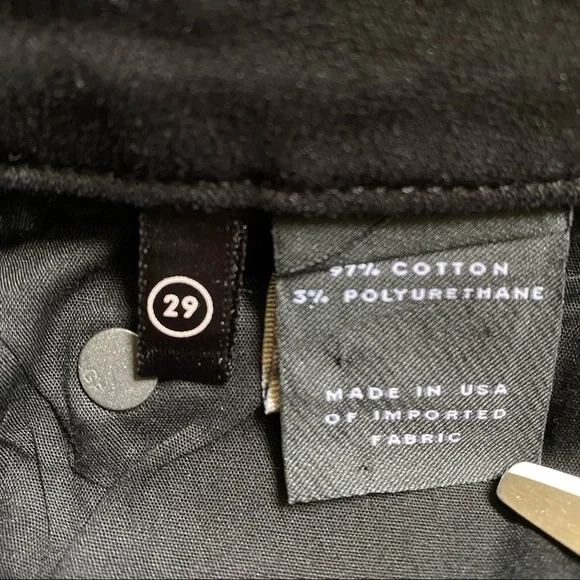 29
97% COTTON
3% POLYURETHANE
MADE IN USA
OF IMPORTED
FABRIC